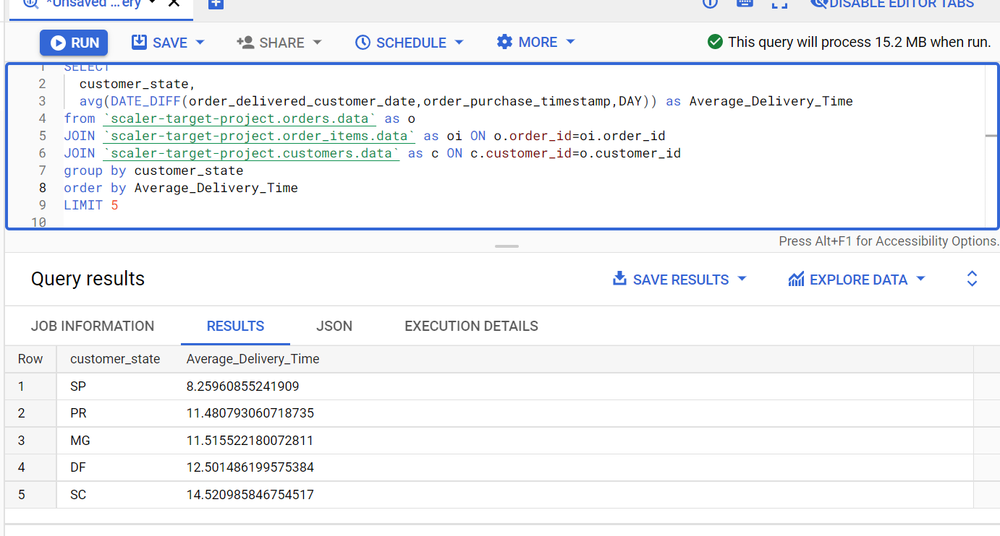 *Unsaved ...ery
DISABLE EDITOR TABS
RUN SAVE SHARE SCHEDULE MORE This query will process 15.2 MB when run.
1 SELECT
2 customer_state,
3 avg(DATE_DIFF(order_delivered_customer_date,order_purchase_timestamp,DAY)) as Average_Delivery_Time
4 from `scaler-target-project.orders.data` as o
5 JOIN `scaler-target-project.order_items.data` as oi ON o.order_id=oi.order_id
6 JOIN `scaler-target-project.customers.data` as c ON c.customer_id=o.customer_id
7 group by customer_state
8 order by Average_Delivery_Time
9 LIMIT 5
10
Press Alt+F1 for Accessibility Options.
Query results SAVE RESULTS EXPLORE DATA
JOB INFORMATION RESULTS JSON EXECUTION DETAILS
Row customer_state Average_Delivery_Time
1 SP 8.25960855241909
2 PR 11.480793060718735
3 MG 11.515522180072811
4 DF 12.501486199575384
5 SC 14.520985846754517